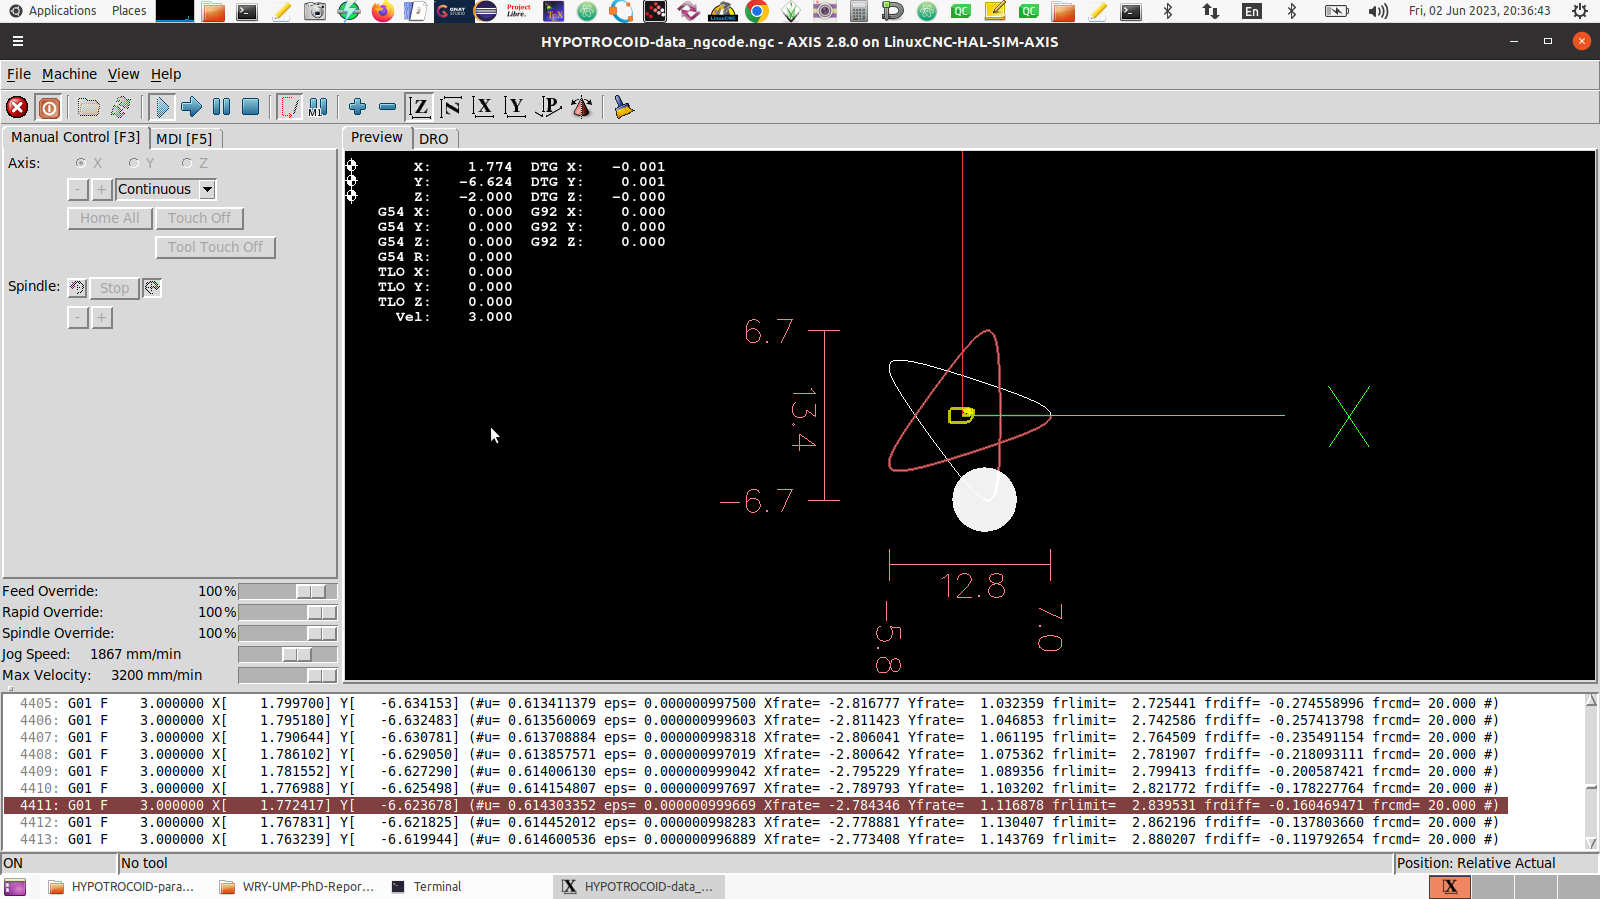 Applications Places En Fri, 02 Jun 2023, 20:36:43
HYPOTROCOID-data_ngcode.ngc - AXIS 2.8.0 on LinuxCNC-HAL-SIM-AXIS
File Machine View Help
Z N X Y P
M1
Manual Control [F3] MDI [F5]
Preview DRO
Axis: X Y Z
- + Continuous
Home All Touch Off
Tool Touch Off
Spindle: Stop
- +
X: 1.774 DTG X: -0.001
Y: -6.624 DTG Y: 0.001
Z: -2.000 DTG Z: -0.000
G54 X: 0.000 G92 X: 0.000
G54 Y: 0.000 G92 Y: 0.000
G54 Z: 0.000 G92 Z: 0.000
G54 R: 0.000
TLO X: 0.000
TLO Y: 0.000
TLO Z: 0.000
Vel: 3.000
6.7
13.4
-6.7
X
12.8
-5.8
7.0
Feed Override: 100%
Rapid Override: 100%
Spindle Override: 100%
Jog Speed: 1867 mm/min
Max Velocity: 3200 mm/min
4405: G01 F 3.000000 X[ 1.799700] Y[ -6.634153] (#u= 0.613411379 eps= 0.000000997500 Xfrate= -2.816777 Yfrate= 1.032359 frlimit= 2.725441 frdiff= -0.274558996 frcmd= 20.000 #)
4406: G01 F 3.000000 X[ 1.795180] Y[ -6.632483] (#u= 0.613560069 eps= 0.000000999603 Xfrate= -2.811423 Yfrate= 1.046853 frlimit= 2.742586 frdiff= -0.257413798 frcmd= 20.000 #)
4407: G01 F 3.000000 X[ 1.790644] Y[ -6.630781] (#u= 0.613708884 eps= 0.000000998318 Xfrate= -2.806041 Yfrate= 1.061195 frlimit= 2.764509 frdiff= -0.235491154 frcmd= 20.000 #)
4408: G01 F 3.000000 X[ 1.786102] Y[ -6.629050] (#u= 0.613857571 eps= 0.000000997019 Xfrate= -2.800642 Yfrate= 1.075362 frlimit= 2.781907 frdiff= -0.218093111 frcmd= 20.000 #)
4409: G01 F 3.000000 X[ 1.781552] Y[ -6.627290] (#u= 0.614006130 eps= 0.000000999042 Xfrate= -2.795229 Yfrate= 1.089356 frlimit= 2.799413 frdiff= -0.200587421 frcmd= 20.000 #)
4410: G01 F 3.000000 X[ 1.776988] Y[ -6.625498] (#u= 0.614154807 eps= 0.000000997697 Xfrate= -2.789793 Yfrate= 1.103202 frlimit= 2.821772 frdiff= -0.178227764 frcmd= 20.000 #)
4411: G01 F 3.000000 X[ 1.772417] Y[ -6.623678] (#u= 0.614303352 eps= 0.000000999669 Xfrate= -2.784346 Yfrate= 1.116878 frlimit= 2.839531 frdiff= -0.160469471 frcmd= 20.000 #)
4412: G01 F 3.000000 X[ 1.767831] Y[ -6.621825] (#u= 0.614452012 eps= 0.000000998283 Xfrate= -2.778881 Yfrate= 1.130407 frlimit= 2.862196 frdiff= -0.137803660 frcmd= 20.000 #)
4413: G01 F 3.000000 X[ 1.763239] Y[ -6.619944] (#u= 0.614600536 eps= 0.000000996889 Xfrate= -2.773408 Yfrate= 1.143769 frlimit= 2.880207 frdiff= -0.119792654 frcmd= 20.000 #)
ON No tool Position: Relative Actual
HYPOTROCOID-para... WRY-UMP-PhD-Repor... Terminal HYPOTROCOID-data_...